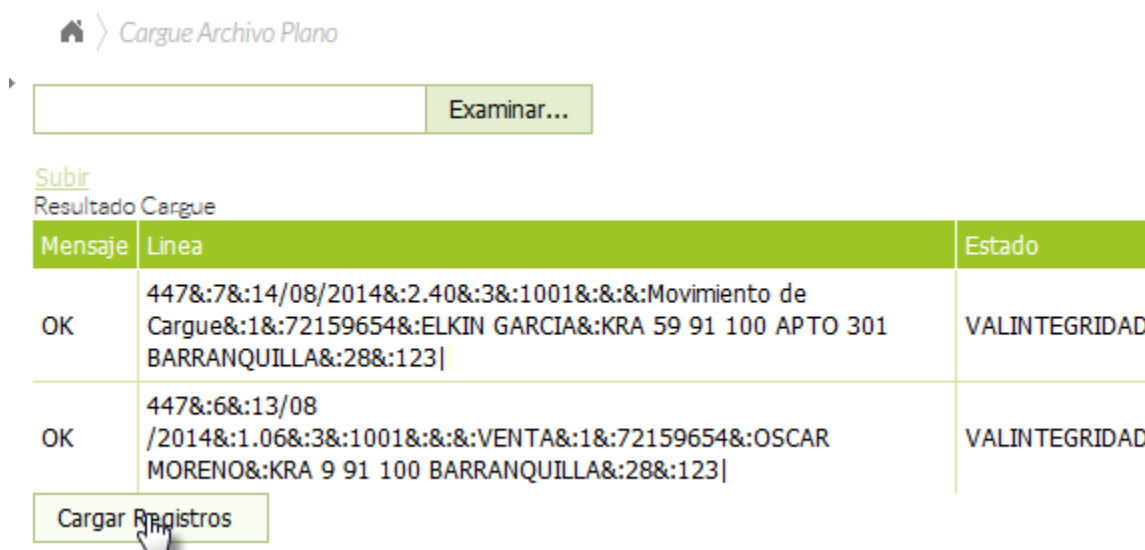 Cargue Archivo Plano
Examinar...
Subir
Resultado Cargue
Mensaje Linea Estado
447&:7&:14/08/2014&:2.40&:3&:1001&:&:&:Movimiento de
OK Cargue&:1&:72159654&:ELKIN GARCIA&:KRA 59 91 100 APTO 301 VALINTEGRIDAD
BARRANQUILLA&:28&:123|
447&:6&:13/08
OK /2014&:1.06&:3&:1001&:&:&:VENTA&:1&:72159654&:OSCAR VALINTEGRIDAD
MORENO&:KRA 9 91 100 BARRANQUILLA&:28&:123|
Cargar Registros